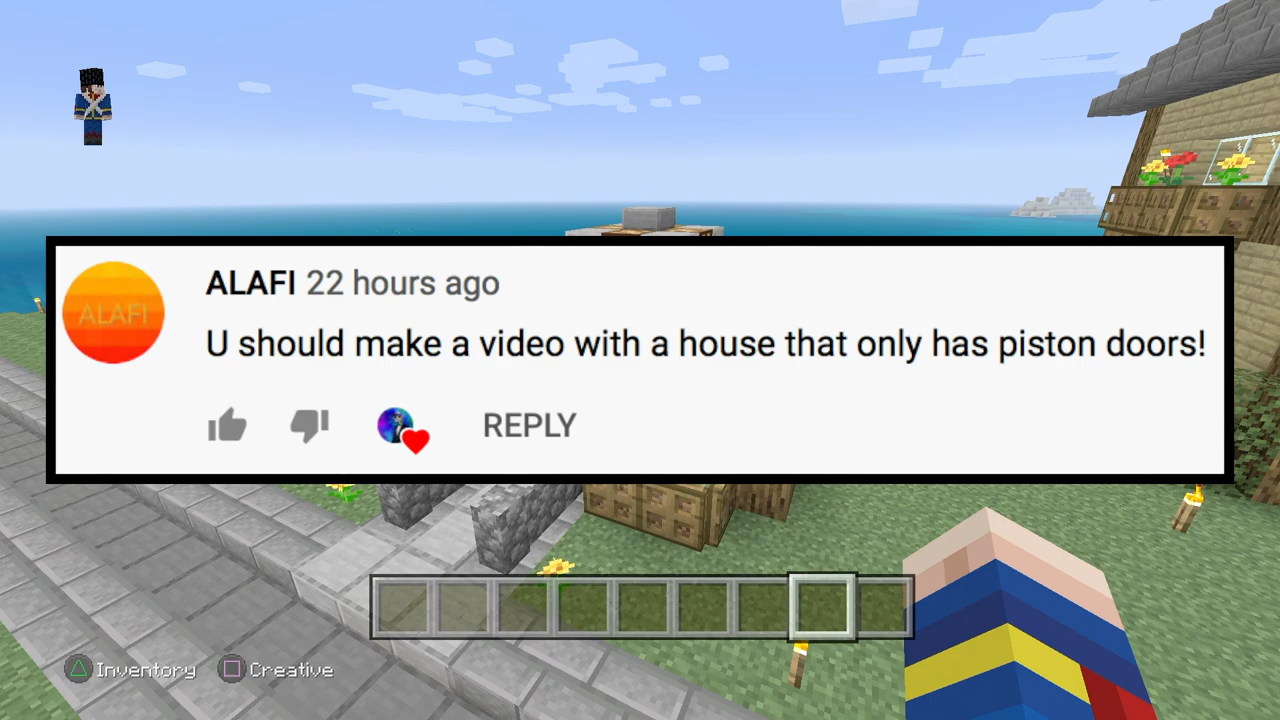 ALAFI 22 hours ago
ALAFI
U should make a video with a house that only has piston doors!
REPLY
Inventory Creative